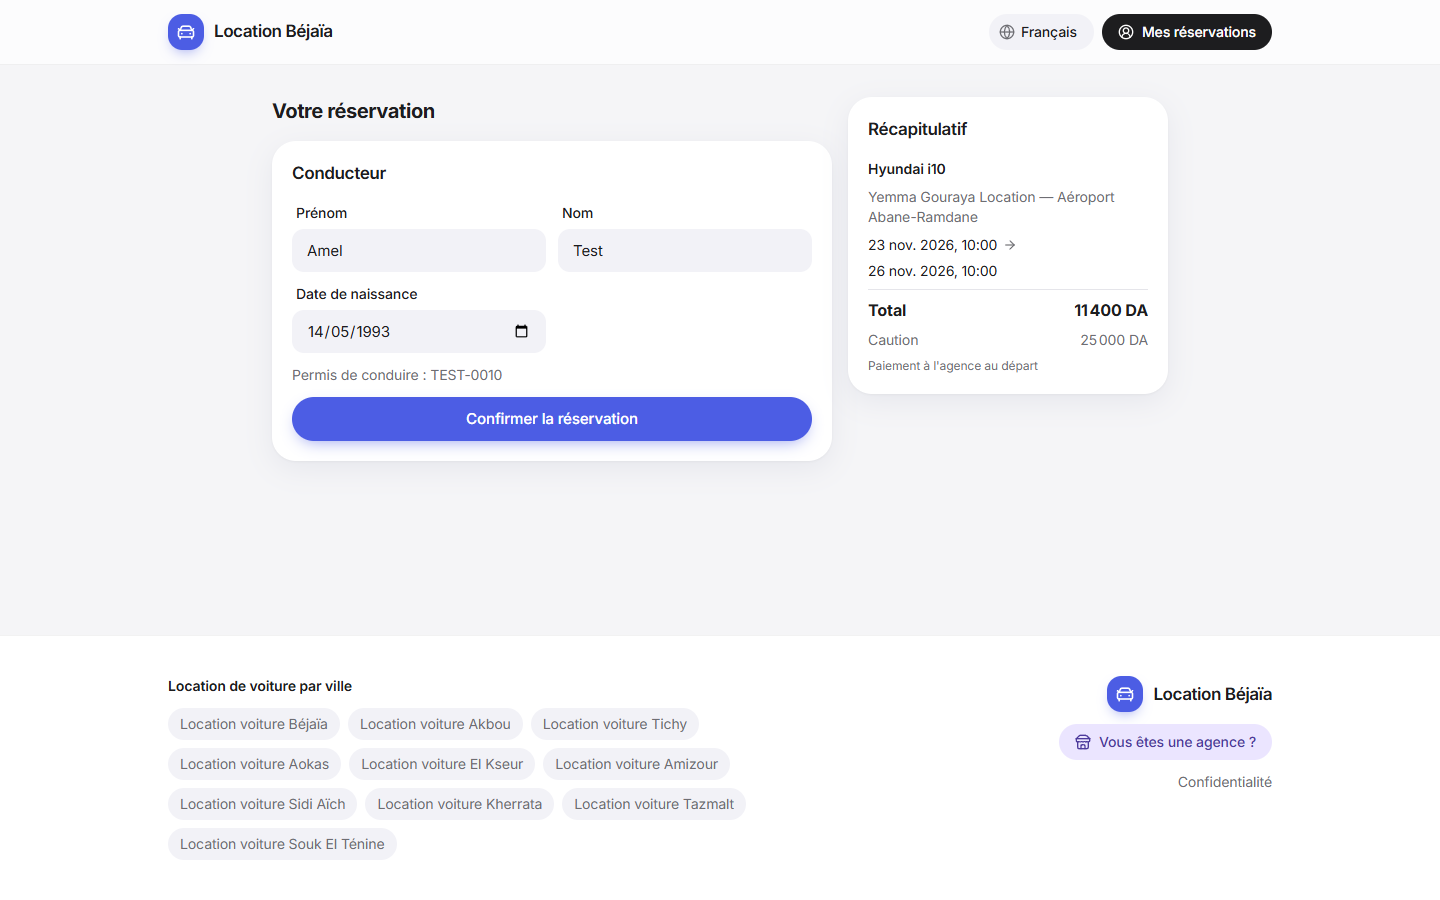 Location Béjaïa
Français
Mes réservations
Votre réservation
Conducteur
Prénom
Nom
Amel
Test
Date de naissance
14/05/1993
Permis de conduire : TEST-0010
Confirmer la réservation
Récapitulatif
Hyundai i10
Yemma Gouraya Location — Aéroport
Abane-Ramdane
23 nov. 2026, 10:00 →
26 nov. 2026, 10:00
Total 11 400 DA
Caution 25 000 DA
Paiement à l'agence au départ
Location de voiture par ville
Location voiture Béjaïa
Location voiture Akbou
Location voiture Tichy
Location voiture Aokas
Location voiture El Kseur
Location voiture Amizour
Location voiture Sidi Aïch
Location voiture Kherrata
Location voiture Tazmalt
Location voiture Souk El Ténine
Location Béjaïa
Vous êtes une agence ?
Confidentialité